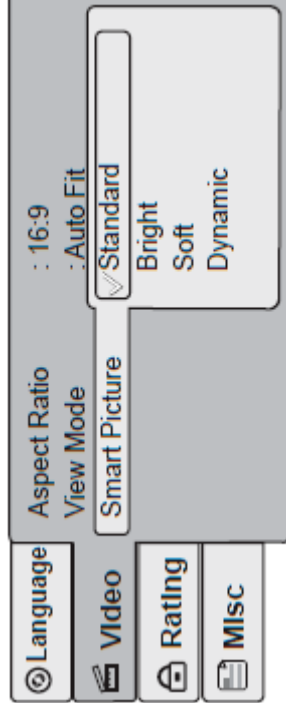 Language
Video
Rating
Misc
Aspect Ratio : 16:9
View Mode : Auto Fit
Smart Picture
Standard
Bright
Soft
Dynamic